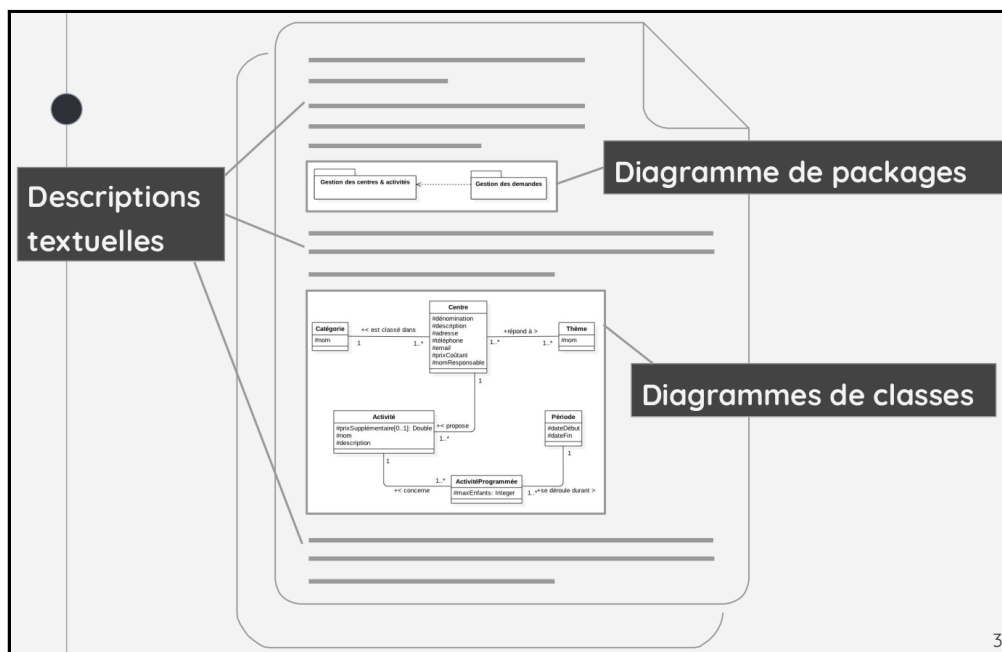 Descriptions
textuelles
Diagramme de packages
Gestion des centres & activités
Gestion des demandes
Diagrammes de classes
Centre
#dénomination
#description
#adresse
#téléphone
#email
#prixCoûtant
#nomResponsable
Catégorie
#nom
+< est classé dans
1
1..*
+répond à >
1..*
1..*
Thème
#nom
1
Activité
#prixSupplémentaire[0..1]: Double
#nom
#description
+< propose
1..*
Période
#dateDébut
#dateFin
1
1
1..*
+< concerne
ActivitéProgrammée
#maxEnfants: Integer
1..*
+se déroule durant >
3